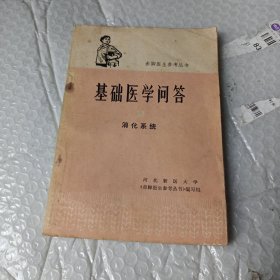 赤脚医生参考丛书
基础医学问答
消化系统
河北新医大学
《赤脚医生参考丛书》编写组